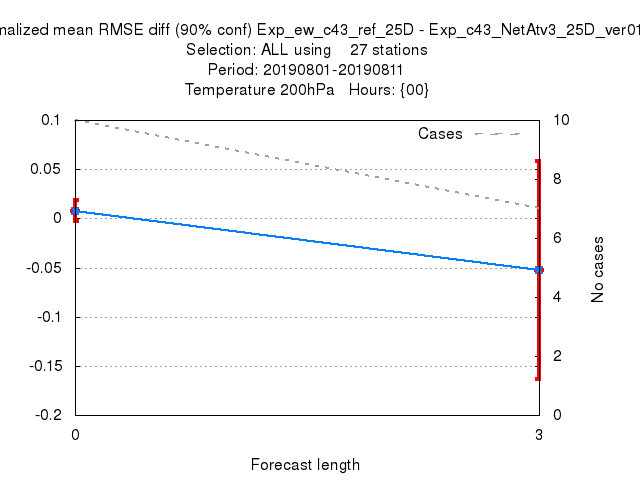 malized mean RMSE diff (90% conf) Exp_ew_c43_ref_25D - Exp_c43_NetAtv3_25D_ver01
Selection: ALL using 27 stations
Period: 20190801-20190811
Temperature 200hPa Hours: {00}
0.1
0.05
0
-0.05
-0.1
-0.15
-0.2
Cases
10
8
6
4
2
0
No cases
0
3
Forecast length